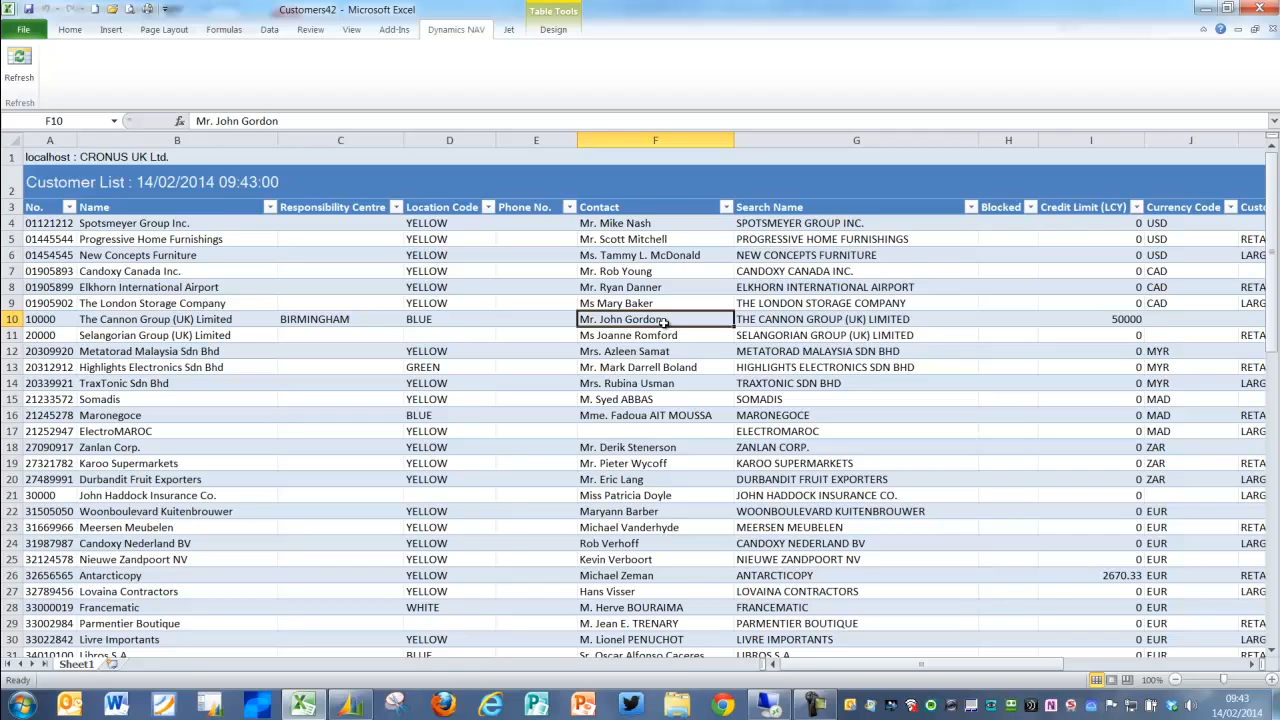 Customers42 - Microsoft Excel
Table Tools
File Home Insert Page Layout Formulas Data Review View Add-Ins Dynamics NAV Jet Design
Refresh
Refresh
F10 fx Mr. John Gordon
A B C D E F G H I J
1 localhost : CRONUS UK Ltd.
2 Customer List : 14/02/2014 09:43:00
3 No. Name Responsibility Centre Location Code Phone No. Contact Search Name Blocked Credit Limit (LCY) Currency Code Custo
4 01121212 Spotsmeyer Group Inc. YELLOW Mr. Mike Nash SPOTSMEYER GROUP INC. 0 USD
5 01445544 Progressive Home Furnishings YELLOW Mr. Scott Mitchell PROGRESSIVE HOME FURNISHINGS 0 USD RETA
6 01454545 New Concepts Furniture YELLOW Ms. Tammy L. McDonald NEW CONCEPTS FURNITURE 0 USD LARG
7 01905893 Candoxy Canada Inc. YELLOW Mr. Rob Young CANDOXY CANADA INC. 0 CAD
8 01905899 Elkhorn International Airport YELLOW Mr. Ryan Danner ELKHORN INTERNATIONAL AIRPORT 0 CAD RETA
9 01905902 The London Storage Company YELLOW Ms Mary Baker THE LONDON STORAGE COMPANY 0 CAD LARG
10 10000 The Cannon Group (UK) Limited BIRMINGHAM BLUE Mr. John Gordon THE CANNON GROUP (UK) LIMITED 50000
11 20000 Selangorian Group (UK) Limited Ms Joanne Romford SELANGORIAN GROUP (UK) LIMITED 0 RETA
12 20309920 Metatorad Malaysia Sdn Bhd YELLOW Mrs. Azleen Samat METATORAD MALAYSIA SDN BHD 0 MYR
13 20312912 Highlights Electronics Sdn Bhd GREEN Mr. Mark Darrell Boland HIGHLIGHTS ELECTRONICS SDN BHD 0 MYR RETA
14 20339921 TraxTonic Sdn Bhd YELLOW Mrs. Rubina Usman TRAXTONIC SDN BHD 0 MYR LARG
15 21233572 Somadis YELLOW M. Syed ABBAS SOMADIS 0 MAD
16 21245278 Maronegoce BLUE Mme. Fadoua AIT MOUSSA MARONEGOCE 0 MAD RETA
17 21252947 ElectroMAROC YELLOW ELECTROMAROC 0 MAD LARG
18 27090917 Zanlan Corp. YELLOW Mr. Derik Stenerson ZANLAN CORP. 0 ZAR
19 27321782 Karoo Supermarkets YELLOW Mr. Pieter Wycoff KAROO SUPERMARKETS 0 ZAR RETA
20 27489991 Durbandit Fruit Exporters YELLOW Mr. Eric Lang DURBANDIT FRUIT EXPORTERS 0 ZAR LARG
21 30000 John Haddock Insurance Co. Miss Patricia Doyle JOHN HADDOCK INSURANCE CO. 0 LARG
22 31505050 Woonboulevard Kuitenbrouwer YELLOW Maryann Barber WOONBOULEVARD KUITENBROUWER 0 EUR
23 31669966 Meersen Meubelen YELLOW Michael Vanderhyde MEERSEN MEUBELEN 0 EUR RETA
24 31987987 Candoxy Nederland BV YELLOW Rob Verhoff CANDOXY NEDERLAND BV 0 EUR LARG
25 32124578 Nieuwe Zandpoort NV YELLOW Kevin Verboort NIEUWE ZANDPOORT NV 0 EUR
26 32656565 Antarcticopy YELLOW Michael Zeman ANTARCTICOPY 2670.33 EUR RETA
27 32789456 Lovaina Contractors YELLOW Hans Visser LOVAINA CONTRACTORS 0 EUR LARG
28 33000019 Francematic WHITE M. Herve BOURAIMA FRANCEMATIC 0 EUR
29 33002984 Parmentier Boutique M. Jean E. TRENARY PARMENTIER BOUTIQUE 0 EUR RETA
30 33022842 Livre Importants YELLOW M. Lionel PENUCHOT LIVRE IMPORTANTS 0 EUR LARG
31 34010100 Libros S.A. BLUE Sr. Oscar Alfonso Caceres LIBROS S.A. 0 EUR
Sheet1
Ready 100%
09:43
14/02/2014